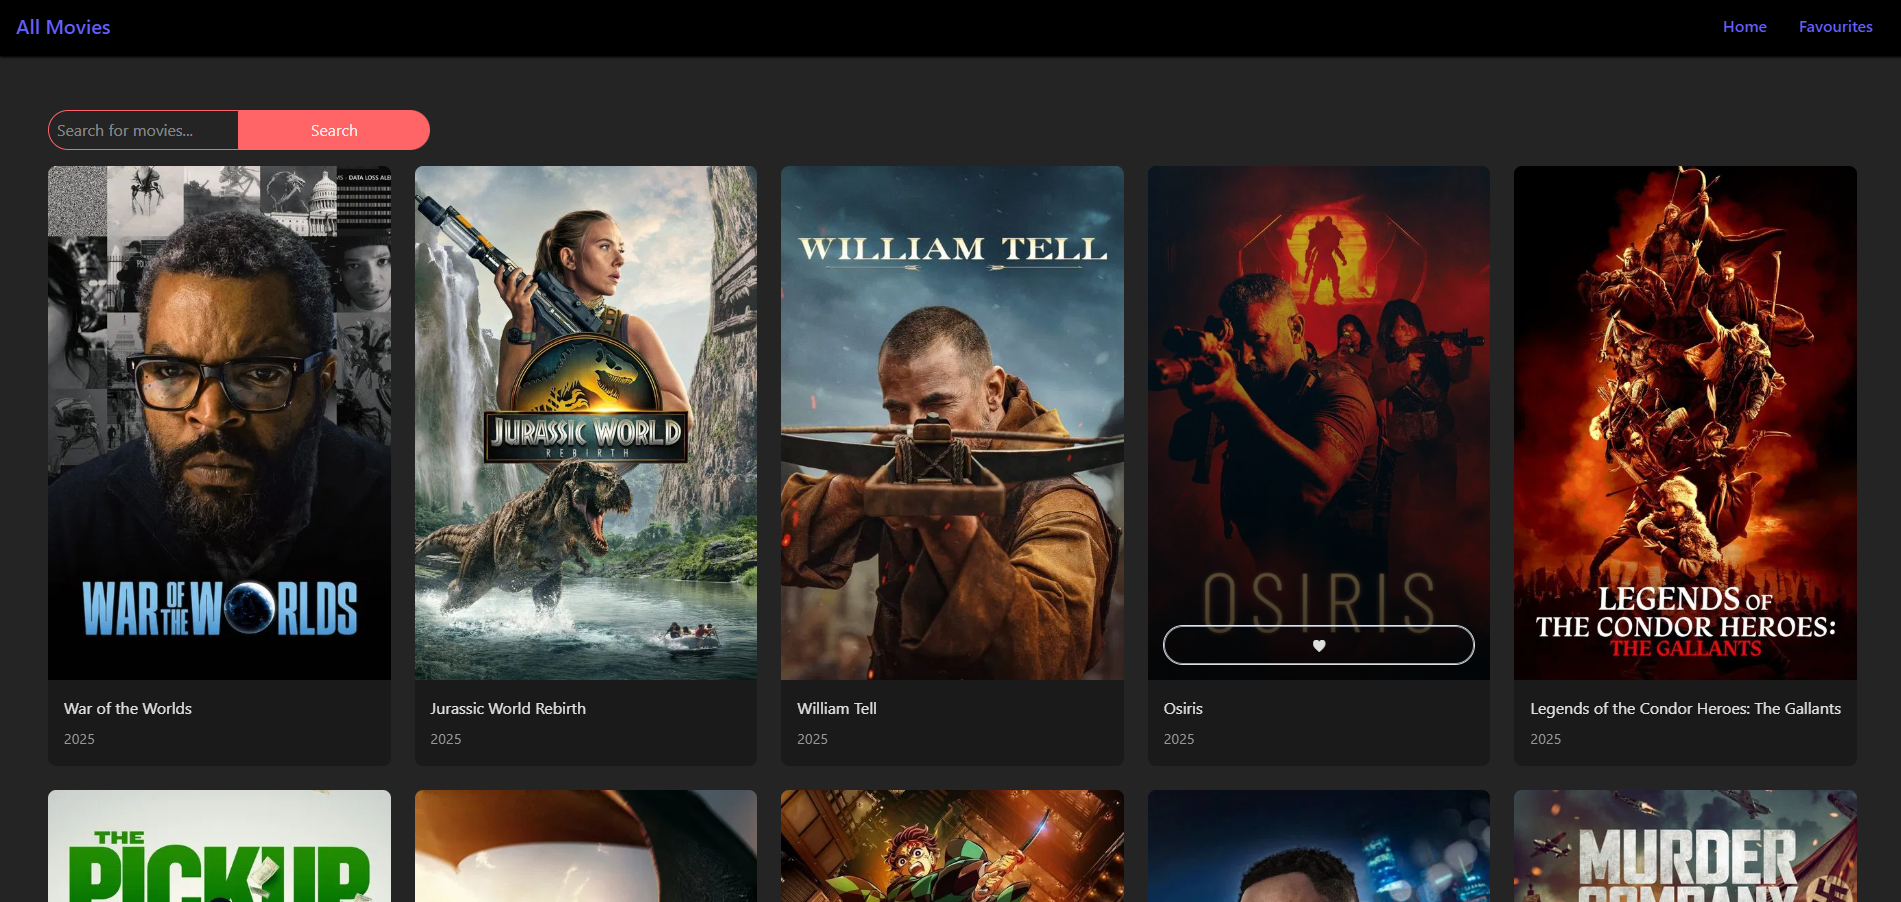 All Movies
Home
Favourites
Search for movies...
Search
DATA LOSS
WAR OF THE WORLDS
WILLIAM TELL
JURASSIC WORLD
REBIRTH
OSIRIS
LEGENDS OF
THE CONDOR HEROES:
THE GALLANTS
War of the Worlds
2025
Jurassic World Rebirth
2025
William Tell
2025
Osiris
2025
Legends of the Condor Heroes: The Gallants
2025
THE
PICKUP
MURDER
COMPANY